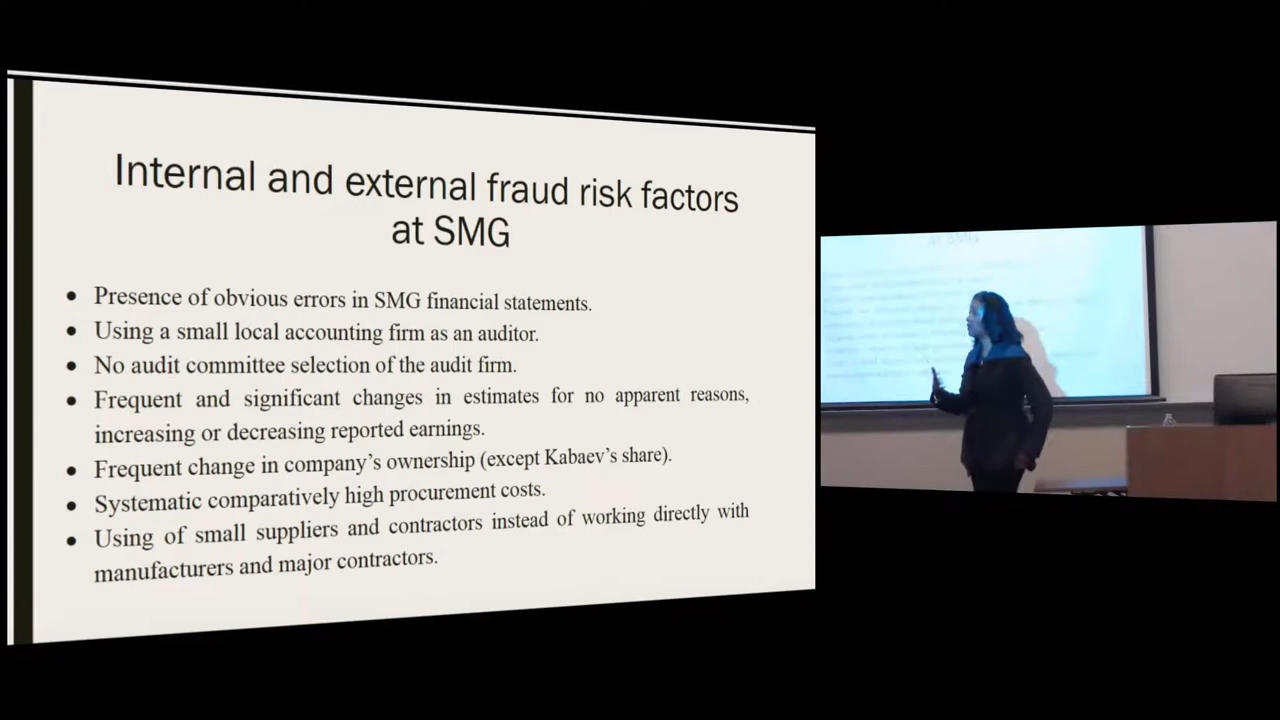 Internal and external fraud risk factors
at SMG
• Presence of obvious errors in SMG financial statements.
• Using a small local accounting firm as an auditor.
• No audit committee selection of the audit firm.
• Frequent and significant changes in estimates for no apparent reasons,
increasing or decreasing reported earnings.
• Frequent change in company's ownership (except Kabaev's share).
• Systematic comparatively high procurement costs.
• Using of small suppliers and contractors instead of working directly with
manufacturers and major contractors.
at SMG